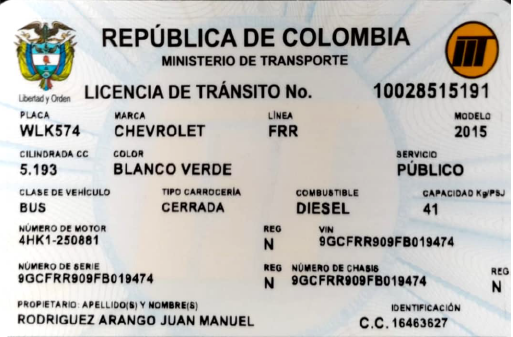 REPÚBLICA DE COLOMBIA
MINISTERIO DE TRANSPORTE
Libertad y Orden
LICENCIA DE TRÁNSITO No. 10028515191
PLACA MARCA LÍNEA MODELO
WLK574 CHEVROLET FRR 2015
CILINDRADA CC COLOR SERVICIO
5.193 BLANCO VERDE PÚBLICO
CLASE DE VEHÍCULO TIPO CARROCERÍA COMBUSTIBLE CAPACIDAD Kg/PSJ
BUS CERRADA DIESEL 41
NÚMERO DE MOTOR REG VIN
4HK1-250881 N 9GCFRR909FB019474
NÚMERO DE SERIE REG NÚMERO DE CHASIS REG
9GCFRR909FB019474 N 9GCFRR909FB019474 N
PROPIETARIO: APELLIDO(S) Y NOMBRE(S) IDENTIFICACIÓN
RODRIGUEZ ARANGO JUAN MANUEL C.C. 16463627